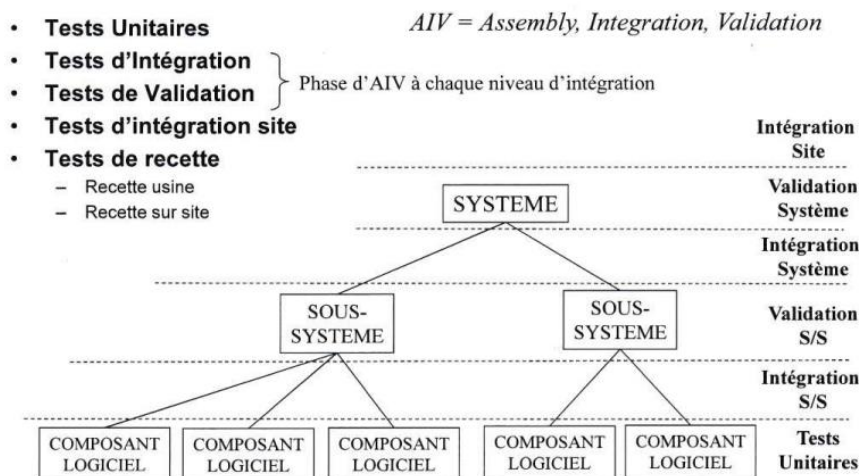 • Tests Unitaires
• Tests d'Intégration
• Tests de Validation
• Tests d'intégration site
• Tests de recette
– Recette usine
– Recette sur site
AIV = Assembly, Integration, Validation
Phase d'AIV à chaque niveau d'intégration
Intégration
Site
SYSTEME
Validation
Système
Intégration
Système
SOUS-
SYSTEME
SOUS-
SYSTEME
Validation
S/S
Intégration
S/S
COMPOSANT
LOGICIEL
COMPOSANT
LOGICIEL
COMPOSANT
LOGICIEL
COMPOSANT
LOGICIEL
COMPOSANT
LOGICIEL
Tests
Unitaires